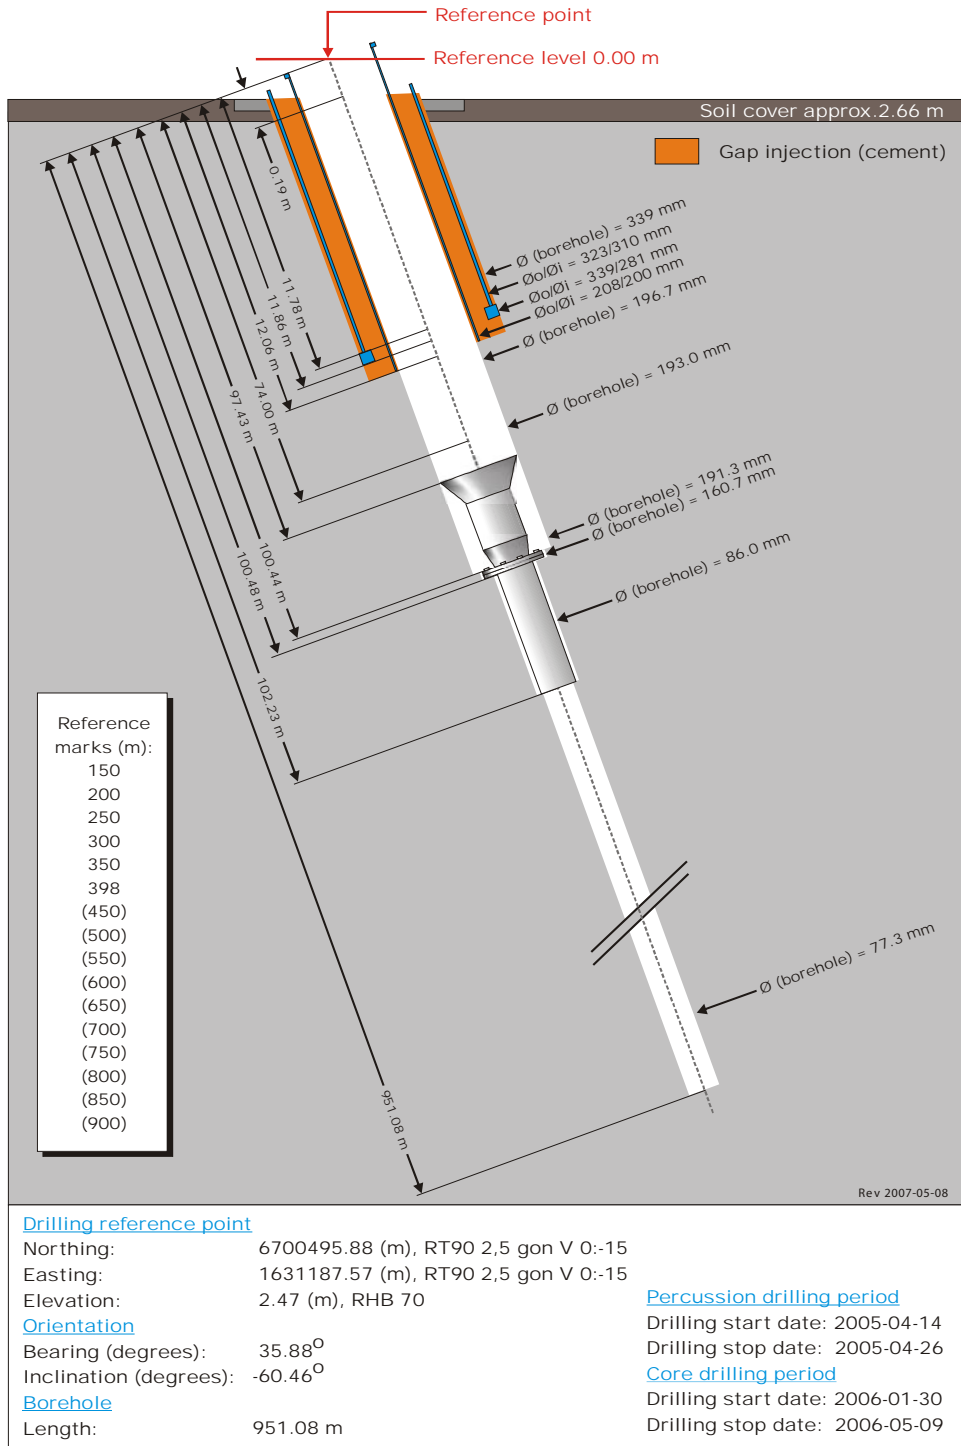 Reference point
Reference level 0.00 m
Soil cover approx.2.66 m
Gap injection (cement)
0.19 m
11.78 m
11.86 m
12.06 m
74.00 m
97.43 m
100.44 m
100.48 m
102.23 m
951.08 m
Ø (borehole) = 339 mm
Øo/Øi = 323/310 mm
Øo/Øi = 339/281 mm
Øo/Øi = 208/200 mm
Ø (borehole) = 196.7 mm
Ø (borehole) = 193.0 mm
Ø (borehole) = 191.3 mm
Ø (borehole) = 160.7 mm
Ø (borehole) = 86.0 mm
Ø (borehole) = 77.3 mm
Reference
marks (m):
150
200
250
300
350
398
(450)
(500)
(550)
(600)
(650)
(700)
(750)
(800)
(850)
(900)
Rev 2007-05-08
Drilling reference point
Northing: 6700495.88 (m), RT90 2,5 gon V 0:-15
Easting: 1631187.57 (m), RT90 2,5 gon V 0:-15
Elevation: 2.47 (m), RHB 70
Orientation
Bearing (degrees): 35.88°
Inclination (degrees): -60.46°
Borehole
Length: 951.08 m
Percussion drilling period
Drilling start date: 2005-04-14
Drilling stop date: 2005-04-26
Core drilling period
Drilling start date: 2006-01-30
Drilling stop date: 2006-05-09